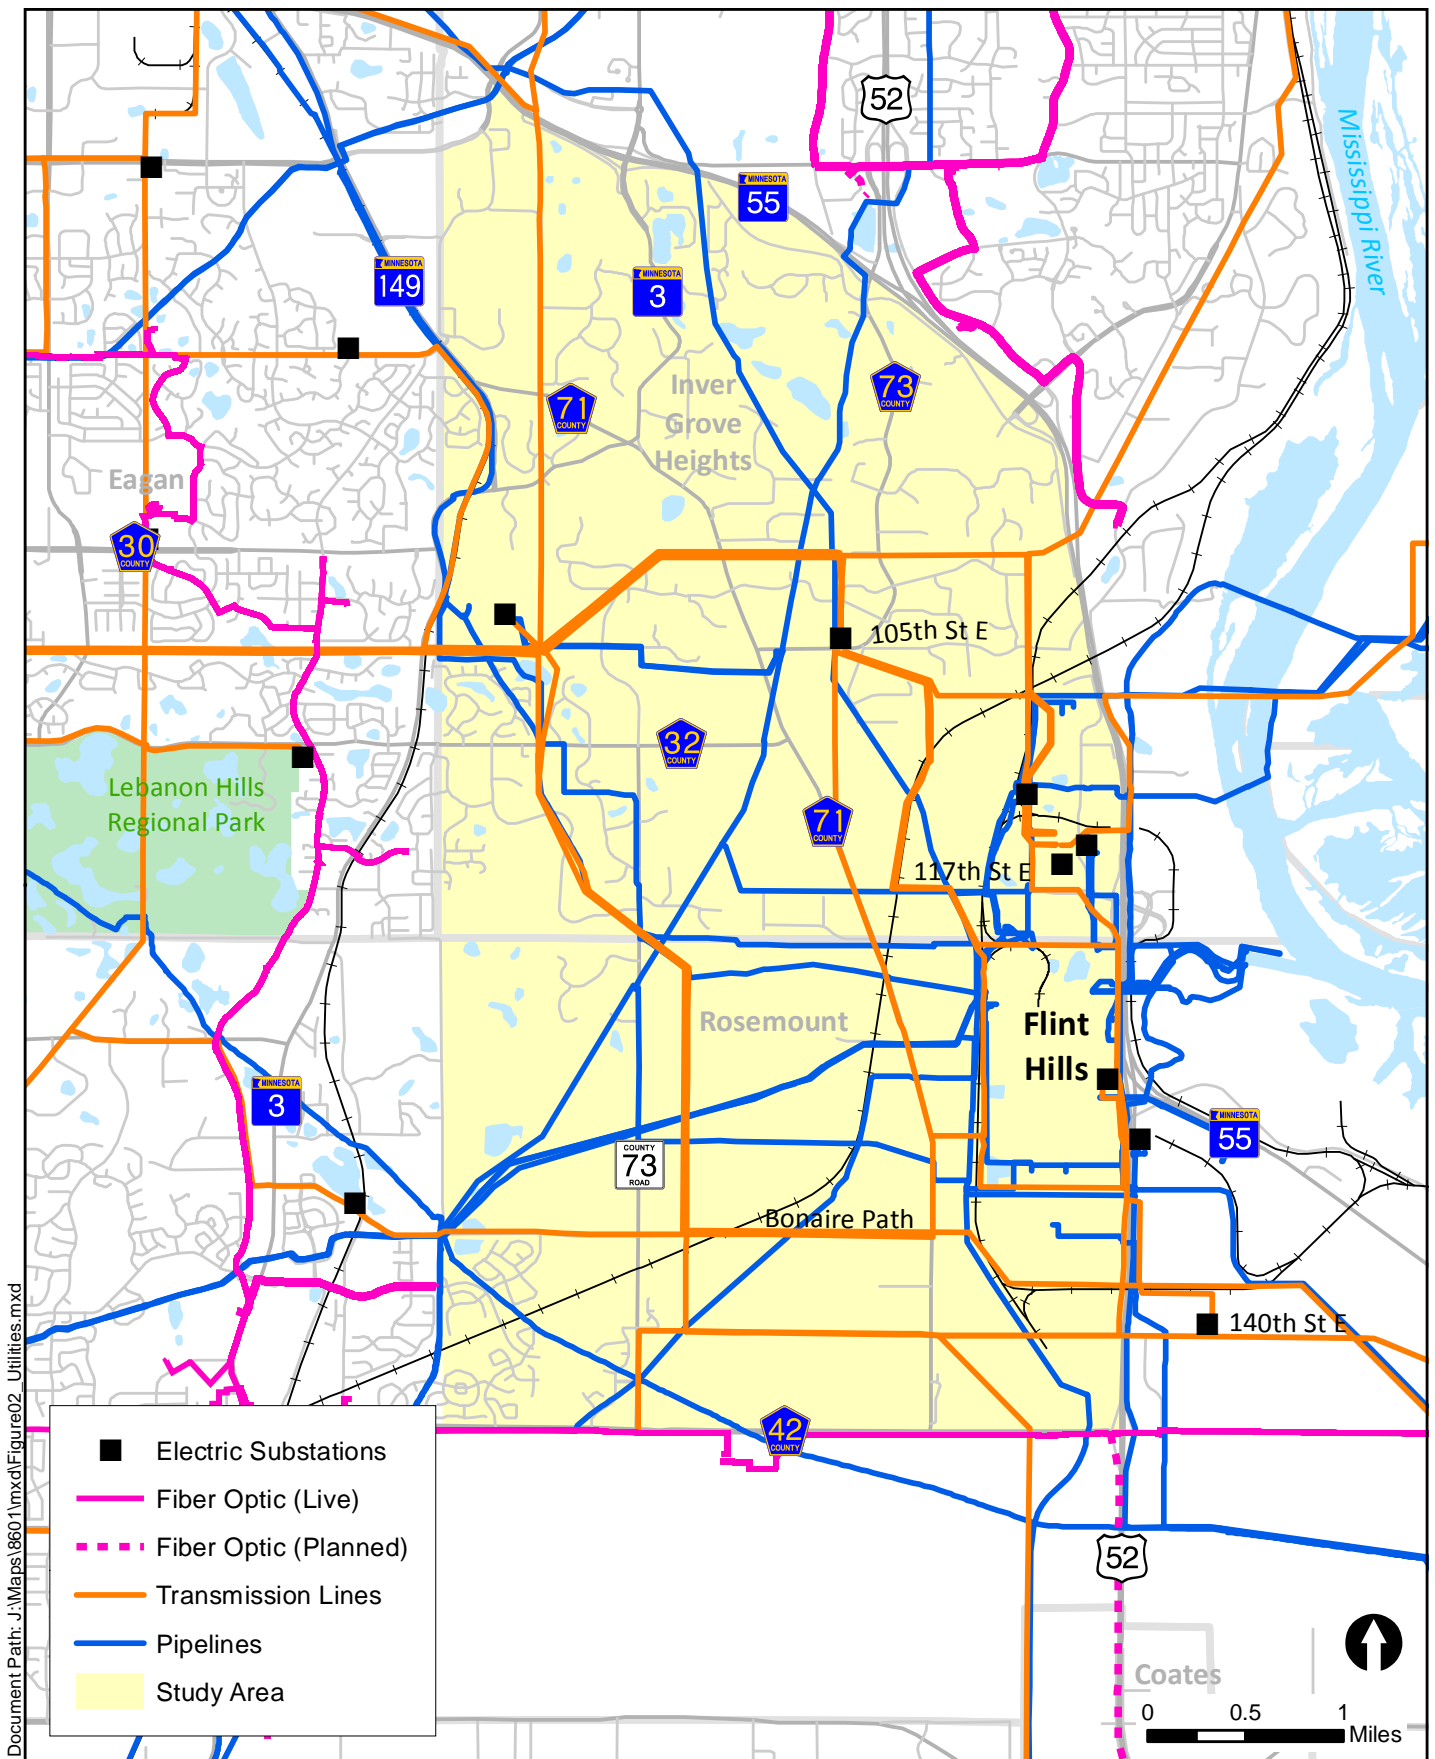 52
Mississippi River
MINNESOTA
55
MINNESOTA
149
MINNESOTA
3
71
COUNTY
Inver
Grove
Heights
73
COUNTY
Eagan
30
COUNTY
105th St E
32
COUNTY
Lebanon Hills
Regional Park
71
COUNTY
117th St E
Rosemount
Flint
Hills
MINNESOTA
3
MINNESOTA
55
COUNTY
73
ROAD
Bonaire Path
140th St E
42
COUNTY
Electric Substations
Fiber Optic (Live)
Fiber Optic (Planned)
Transmission Lines
Pipelines
Study Area
52
Coates
0 0.5 1
Miles
Document Path: J:\Maps\8601\mxd\Figure02_Utilities.mxd